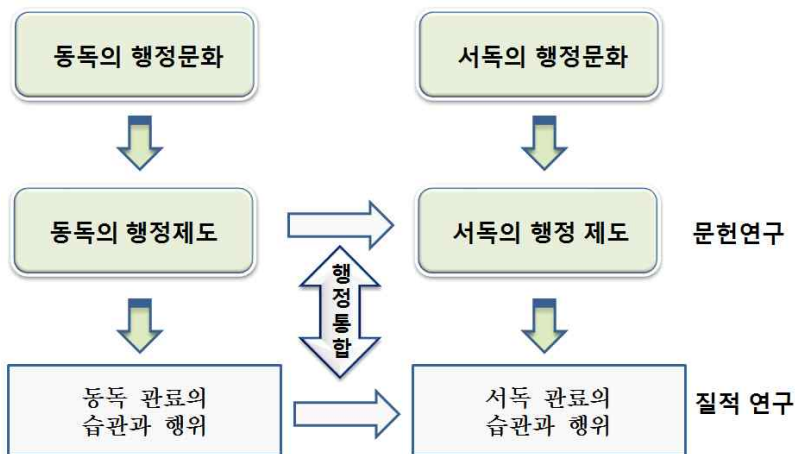 동독의 행정문화
서독의 행정문화
동독의 행정제도
서독의 행정 제도
문헌연구
행정통합
동독 관료의
습관과 행위
서독 관료의
습관과 행위
질적 연구